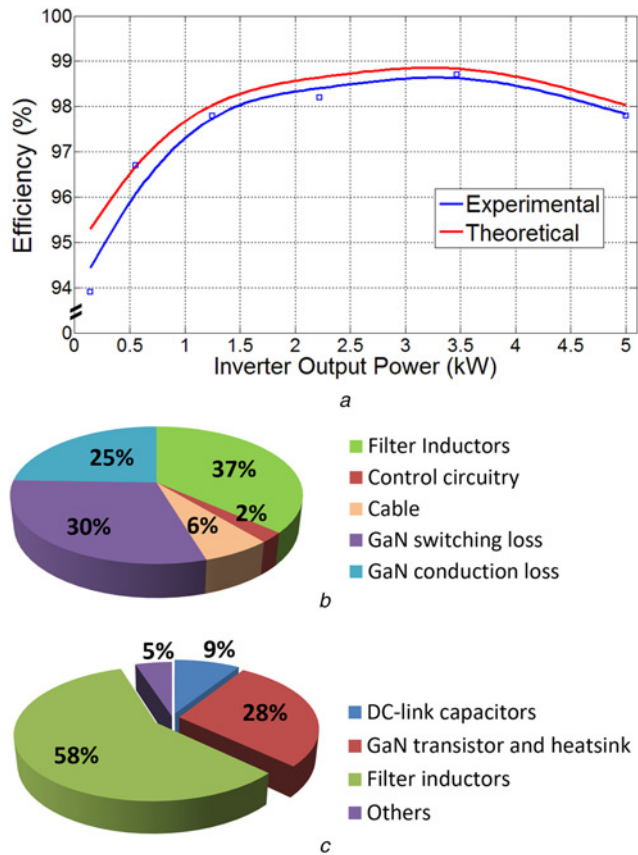 100
99
98
97
96
95
94
0
Efficiency (%)
Experimental
Theoretical
0 0.5 1 1.5 2 2.5 3 3.5 4 4.5 5
Inverter Output Power (kW)
a
25%
37%
30%
6%
2%
Filter Inductors
Control circuitry
Cable
GaN switching loss
GaN conduction loss
b
5%
9%
28%
58%
DC-link capacitors
GaN transistor and heatsink
Filter inductors
Others
c